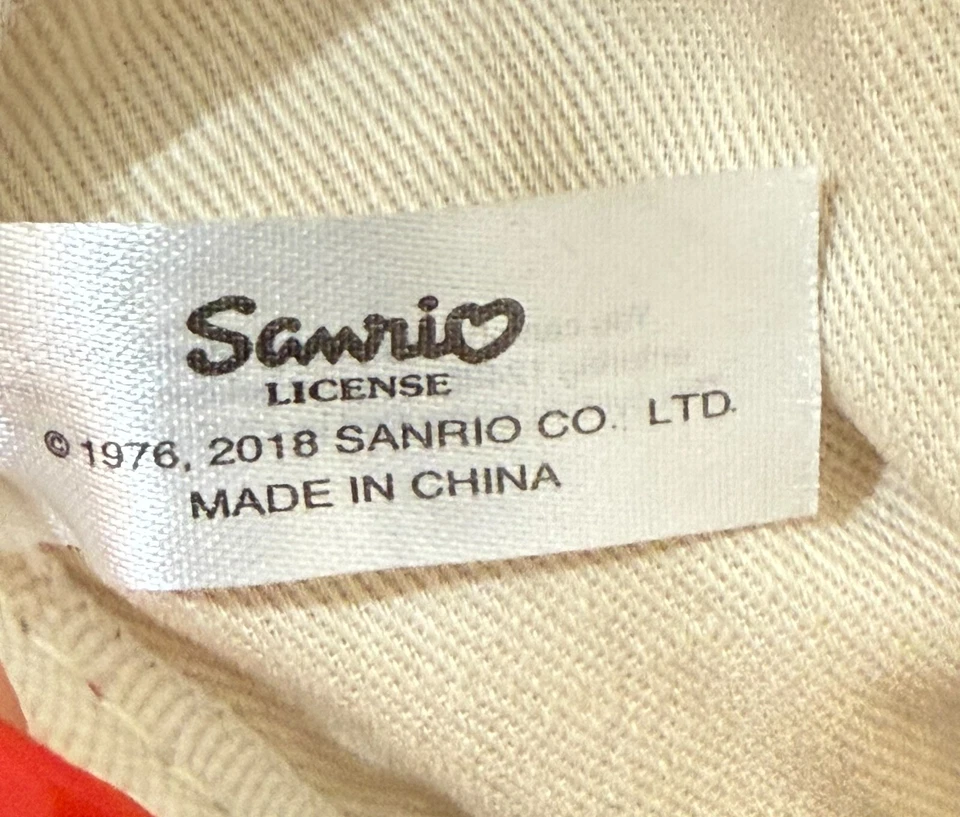 Sanrio
LICENSE
© 1976, 2018 SANRIO CO. LTD.
MADE IN CHINA